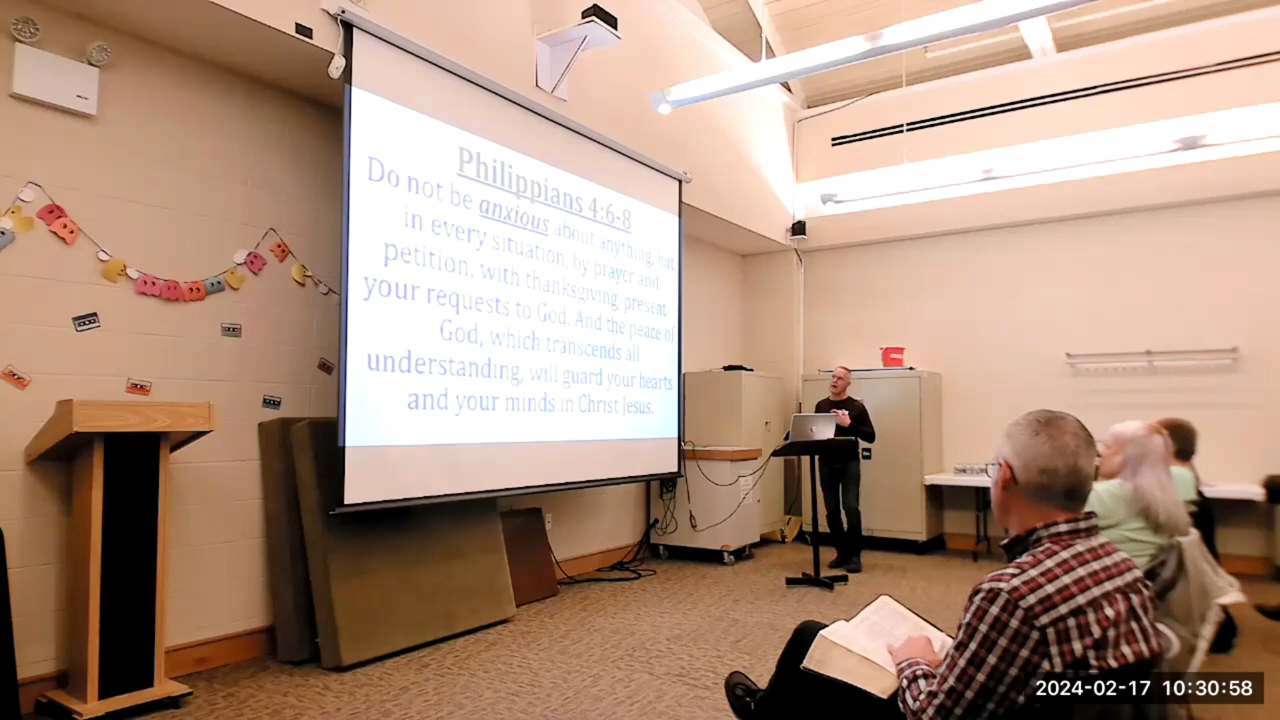 Philippians 4:6-8
Do not be anxious about anything, but
in every situation, by prayer and
petition, with thanksgiving, present
your requests to God. And the peace of
God, which transcends all
understanding, will guard your hearts
and your minds in Christ Jesus.
2024-02-17 10:30:58